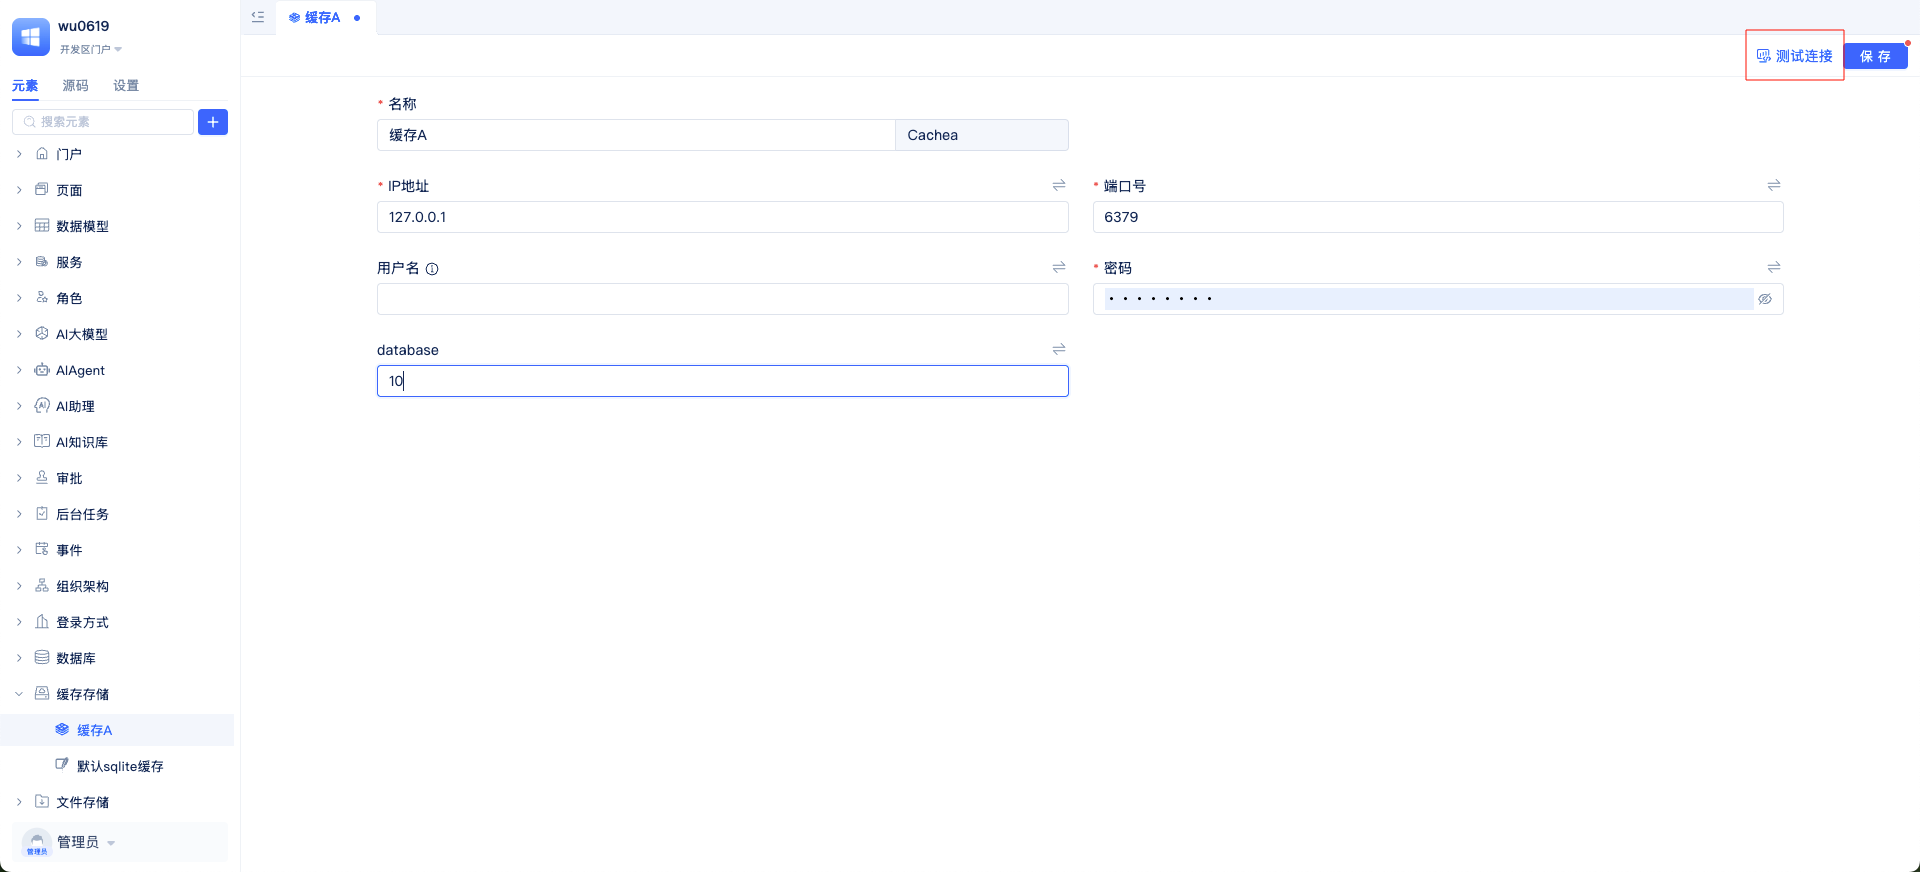 wu0619
开发区门户
元素 源码 设置
搜索元素
门户
页面
数据模型
服务
角色
AI大模型
AIAgent
AI助理
AI知识库
审批
后台任务
事件
组织架构
登录方式
数据库
缓存存储
缓存A
默认sqlite缓存
文件存储
管理员
管理员
缓存A
测试连接 保 存
* 名称
缓存A Cachea
* IP地址
127.0.0.1
* 端口号
6379
用户名
* 密码
••••••••
database
10